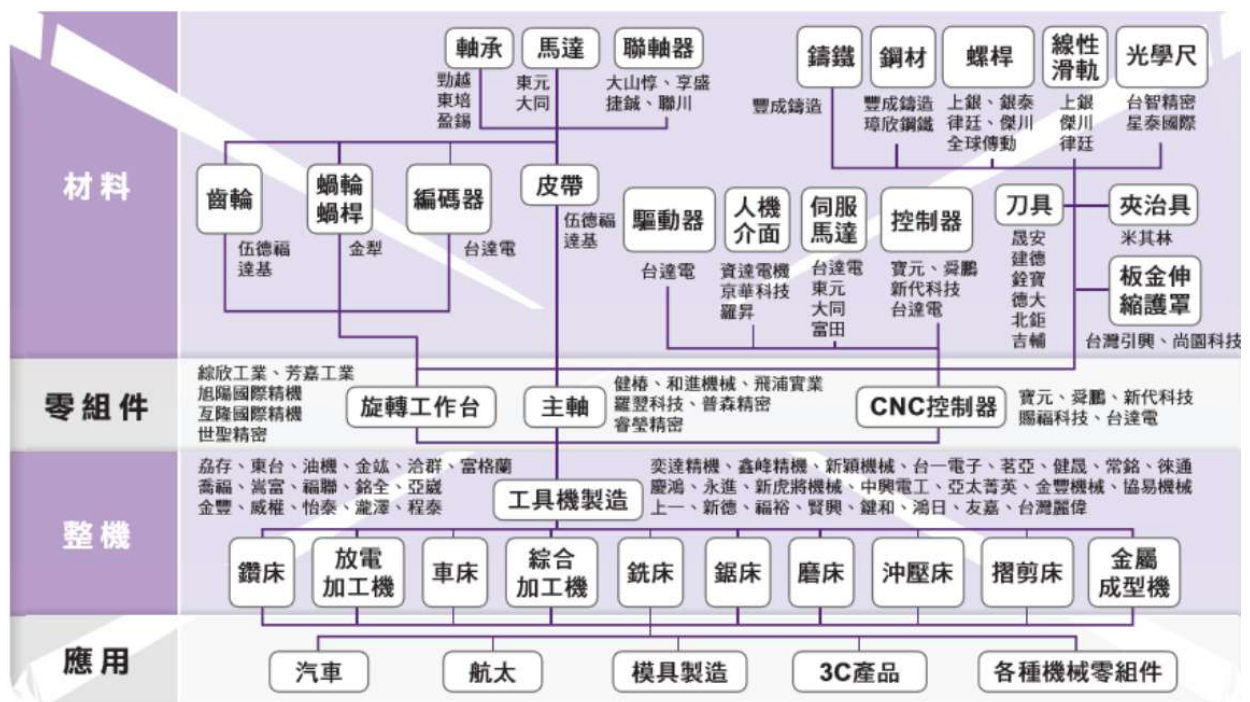 材料
軸承
勁越
東培
盈錫
馬達
東元
大同
聯軸器
大山惇、享盛
捷鋮、聯川
鑄鐵
豐成鑄造
鋼材
豐成鑄造
璋欣鋼鐵
螺桿
上銀、銀泰
律廷、傑川
全球傳動
線性
滑軌
上銀
傑川
律廷
光學尺
台智精密
星泰國際
齒輪
伍德福
達基
蝸輪
蝸桿
金犁
編碼器
台達電
皮帶
伍德福
達基
驅動器
台達電
人機
介面
資達電機
京華科技
羅昇
伺服
馬達
台達電
東元
大同
富田
控制器
寶元、舜鵬
新代科技
台達電
刀具
晟安
建德
銓寶
德大
北鉅
吉輔
夾治具
米其林
板金伸
縮護罩
台灣引興、尚園科技
零組件
綜欣工業、芳嘉工業
旭陽國際精機
亙隆國際精機
世聖精密
旋轉工作台
主軸
健椿、和進機械、飛浦實業
羅翌科技、普森精密
睿瑩精密
CNC控制器
寶元、舜鵬、新代科技
賜福科技、台達電
整機
劦存、東台、油機、金竑、洽群、富格蘭
喬福、嵩富、福聯、銘全、亞崴
金豐、威權、怡泰、瀧澤、程泰
工具機製造
奕達精機、鑫峰精機、新穎機械、台一電子、茗亞、健晟、常銘、徠通
慶鴻、永進、新虎將機械、中興電工、亞太菁英、金豐機械、協易機械
上一、新德、福裕、賢興、鍵和、鴻日、友嘉、台灣麗偉
鑽床
放電
加工機
車床
綜合
加工機
銑床
鋸床
磨床
沖壓床
摺剪床
金屬
成型機
應用
汽車
航太
模具製造
3C產品
各種機械零組件